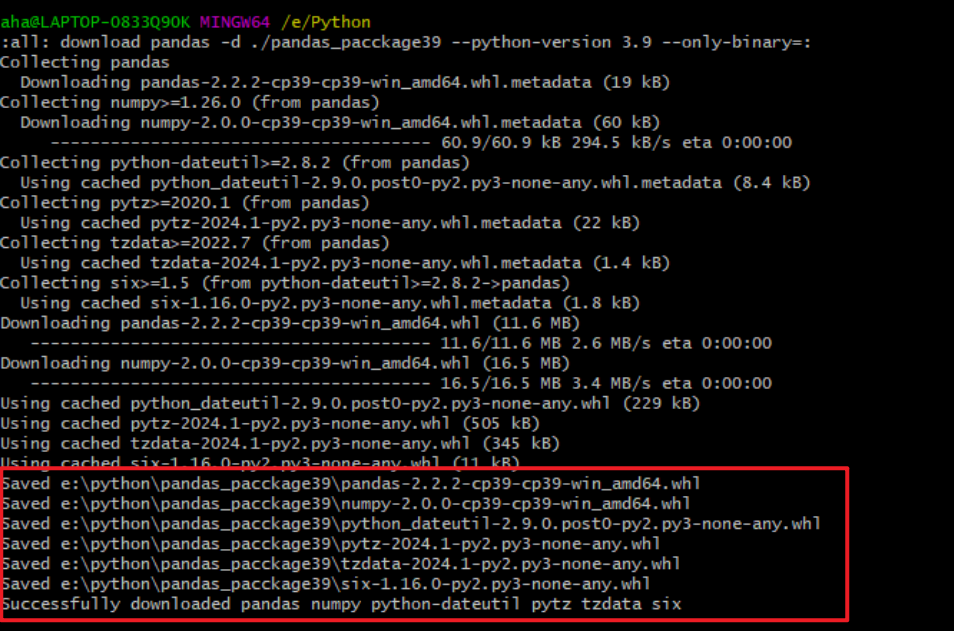 aha@LAPTOP-0833Q9OK MINGW64 /e/Python
:all: download pandas -d ./pandas_pacckage39 --python-version 3.9 --only-binary=:
Collecting pandas
  Downloading pandas-2.2.2-cp39-cp39-win_amd64.whl.metadata (19 kB)
Collecting numpy>=1.26.0 (from pandas)
  Downloading numpy-2.0.0-cp39-cp39-win_amd64.whl.metadata (60 kB)
     -------------------------------------- 60.9/60.9 kB 294.5 kB/s eta 0:00:00
Collecting python-dateutil>=2.8.2 (from pandas)
  Using cached python_dateutil-2.9.0.post0-py2.py3-none-any.whl.metadata (8.4 kB)
Collecting pytz>=2020.1 (from pandas)
  Using cached pytz-2024.1-py2.py3-none-any.whl.metadata (22 kB)
Collecting tzdata>=2022.7 (from pandas)
  Using cached tzdata-2024.1-py2.py3-none-any.whl.metadata (1.4 kB)
Collecting six>=1.5 (from python-dateutil>=2.8.2->pandas)
  Using cached six-1.16.0-py2.py3-none-any.whl.metadata (1.8 kB)
Downloading pandas-2.2.2-cp39-cp39-win_amd64.whl (11.6 MB)
   ---------------------------------------- 11.6/11.6 MB 2.6 MB/s eta 0:00:00
Downloading numpy-2.0.0-cp39-cp39-win_amd64.whl (16.5 MB)
   ---------------------------------------- 16.5/16.5 MB 3.4 MB/s eta 0:00:00
Using cached python_dateutil-2.9.0.post0-py2.py3-none-any.whl (229 kB)
Using cached pytz-2024.1-py2.py3-none-any.whl (505 kB)
Using cached tzdata-2024.1-py2.py3-none-any.whl (345 kB)
Using cached six-1.16.0-py2.py3-none-any.whl (11 kB)
Saved e:\python\pandas_pacckage39\pandas-2.2.2-cp39-cp39-win_amd64.whl
Saved e:\python\pandas_pacckage39\numpy-2.0.0-cp39-cp39-win_amd64.whl
Saved e:\python\pandas_pacckage39\python_dateutil-2.9.0.post0-py2.py3-none-any.whl
Saved e:\python\pandas_pacckage39\pytz-2024.1-py2.py3-none-any.whl
Saved e:\python\pandas_pacckage39\tzdata-2024.1-py2.py3-none-any.whl
Saved e:\python\pandas_pacckage39\six-1.16.0-py2.py3-none-any.whl
Successfully downloaded pandas numpy python-dateutil pytz tzdata six